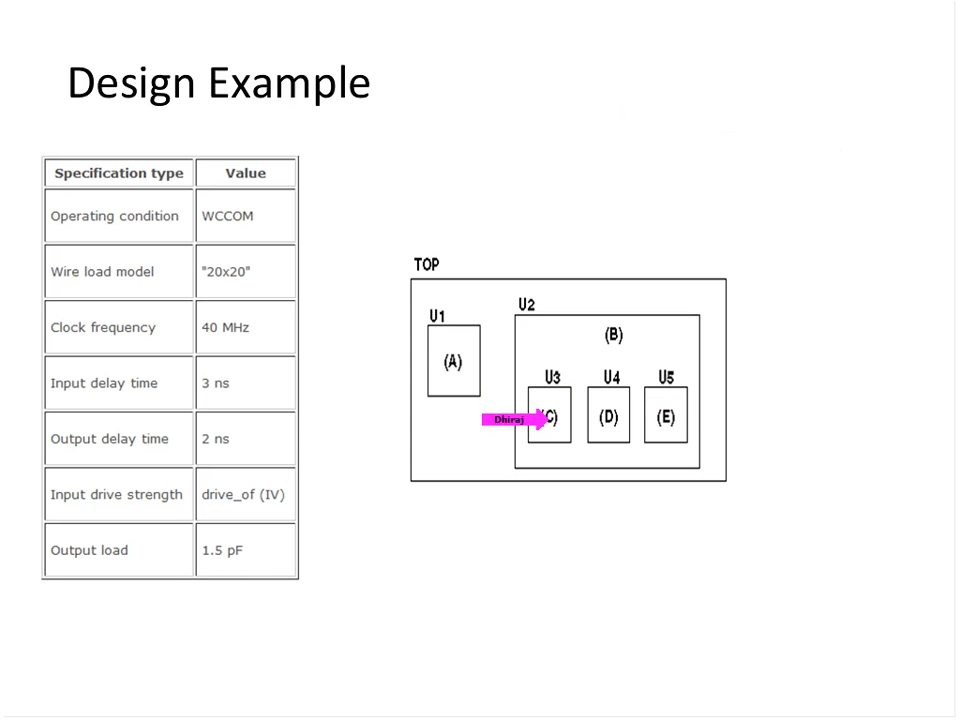 Design Example
Specification type Value
Operating condition WCCOM
Wire load model "20x20"
Clock frequency 40 MHz
Input delay time 3 ns
Output delay time 2 ns
Input drive strength drive_of (IV)
Output load 1.5 pF
TOP
U1
(A)
U2
(B)
U3 U4 U5
Dhiraj (C) (D) (E)